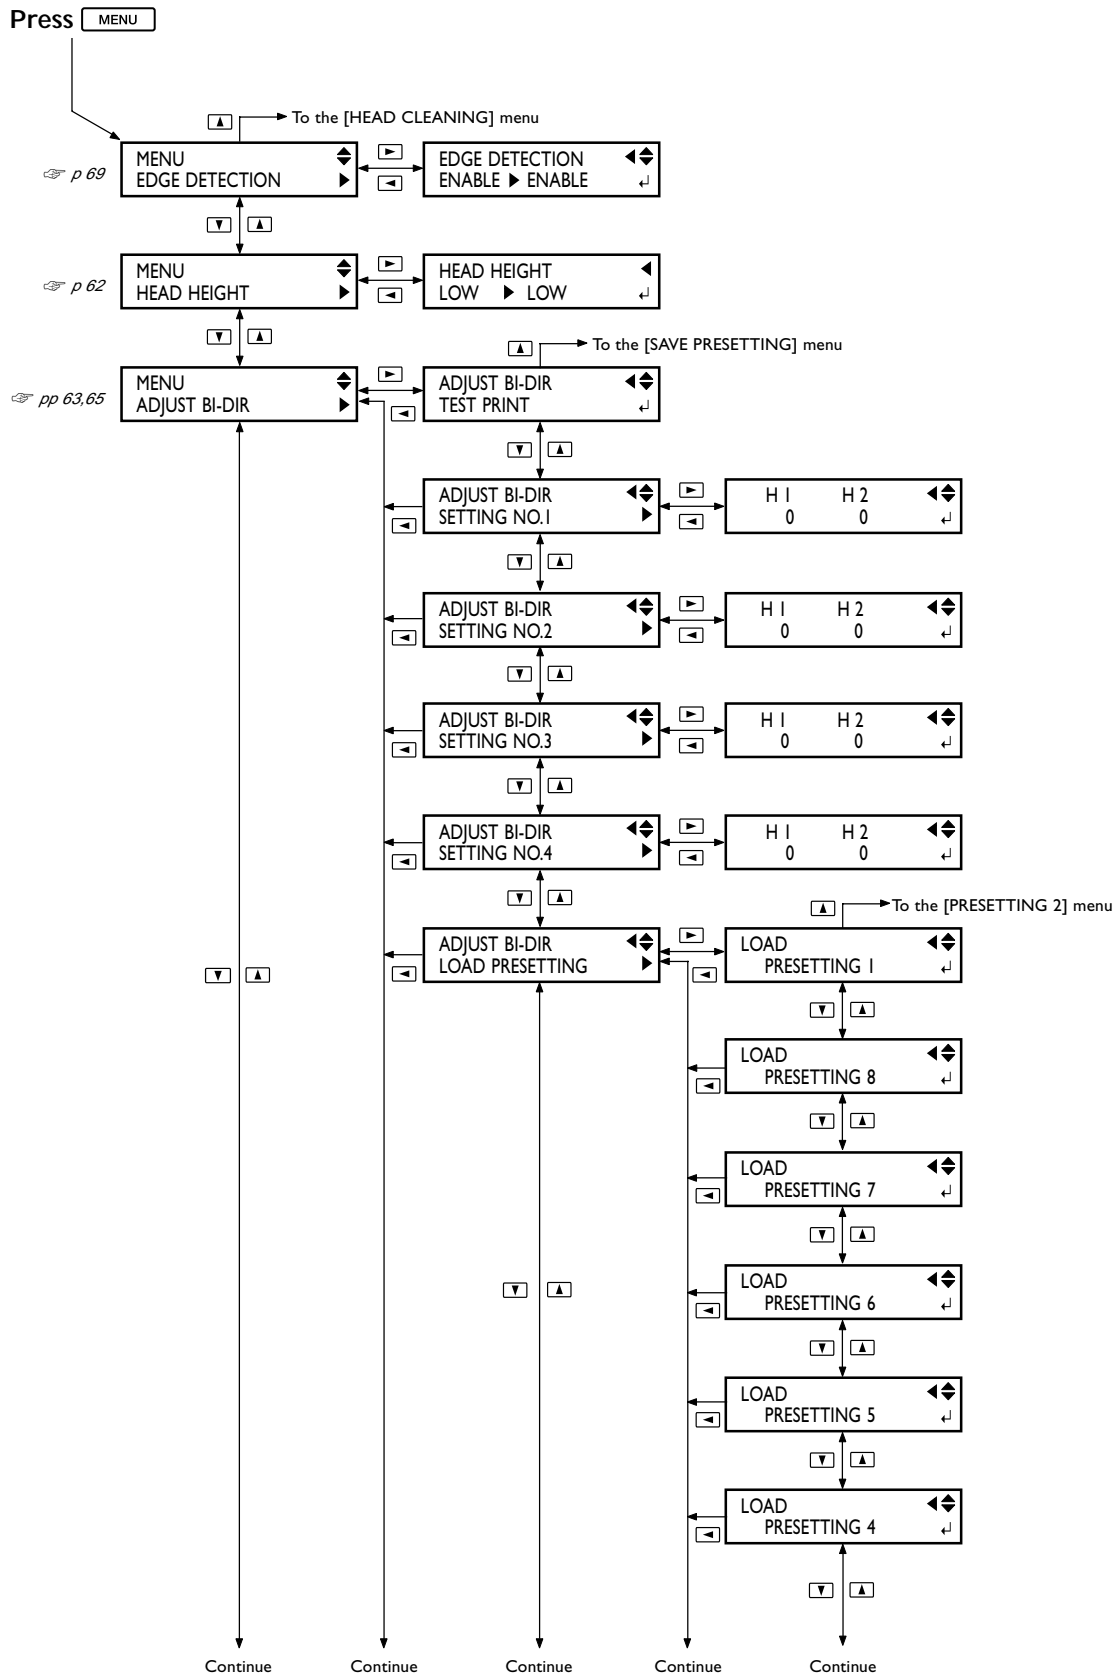 Press MENU
To the [HEAD CLEANING] menu
MENU
EDGE DETECTION
EDGE DETECTION
ENABLE ▶ ENABLE
p 69
MENU
HEAD HEIGHT
HEAD HEIGHT
LOW ▶ LOW
p 62
To the [SAVE PRESETTING] menu
MENU
ADJUST BI-DIR
ADJUST BI-DIR
TEST PRINT
pp 63,65
ADJUST BI-DIR
SETTING NO.1
H 1 H 2
0 0
ADJUST BI-DIR
SETTING NO.2
H 1 H 2
0 0
ADJUST BI-DIR
SETTING NO.3
H 1 H 2
0 0
ADJUST BI-DIR
SETTING NO.4
H 1 H 2
0 0
To the [PRESETTING 2] menu
ADJUST BI-DIR
LOAD PRESETTING
LOAD
PRESETTING 1
LOAD
PRESETTING 8
LOAD
PRESETTING 7
LOAD
PRESETTING 6
LOAD
PRESETTING 5
LOAD
PRESETTING 4
Continue Continue Continue Continue Continue